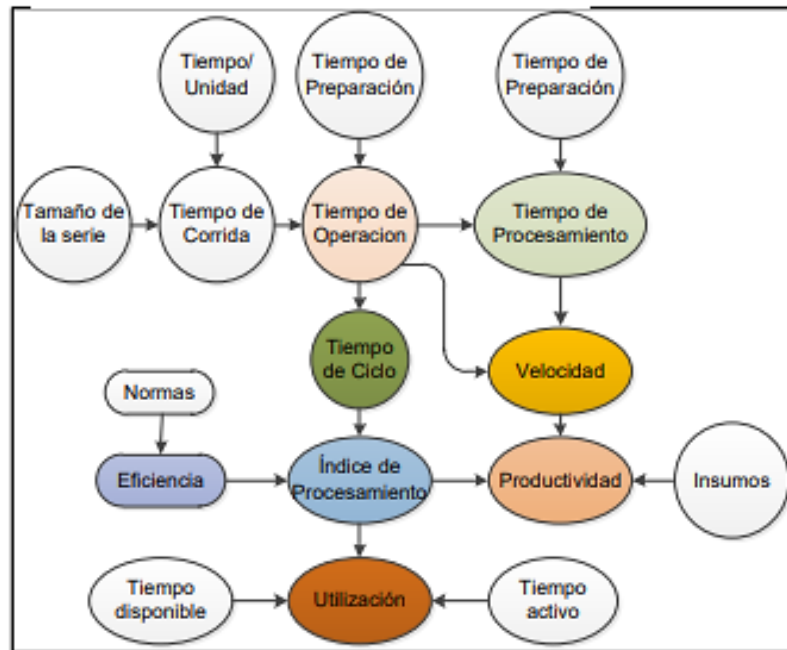 Tiempo/
Unidad
Tiempo de
Preparación
Tiempo de
Preparación
Tamaño de
la serie
Tiempo de
Corrida
Tiempo de
Operacion
Tiempo de
Procesamiento
Tiempo
de Ciclo
Velocidad
Normas
Eficiencia
Índice de
Procesamiento
Productividad
Insumos
Tiempo
disponible
Utilización
Tiempo
activo